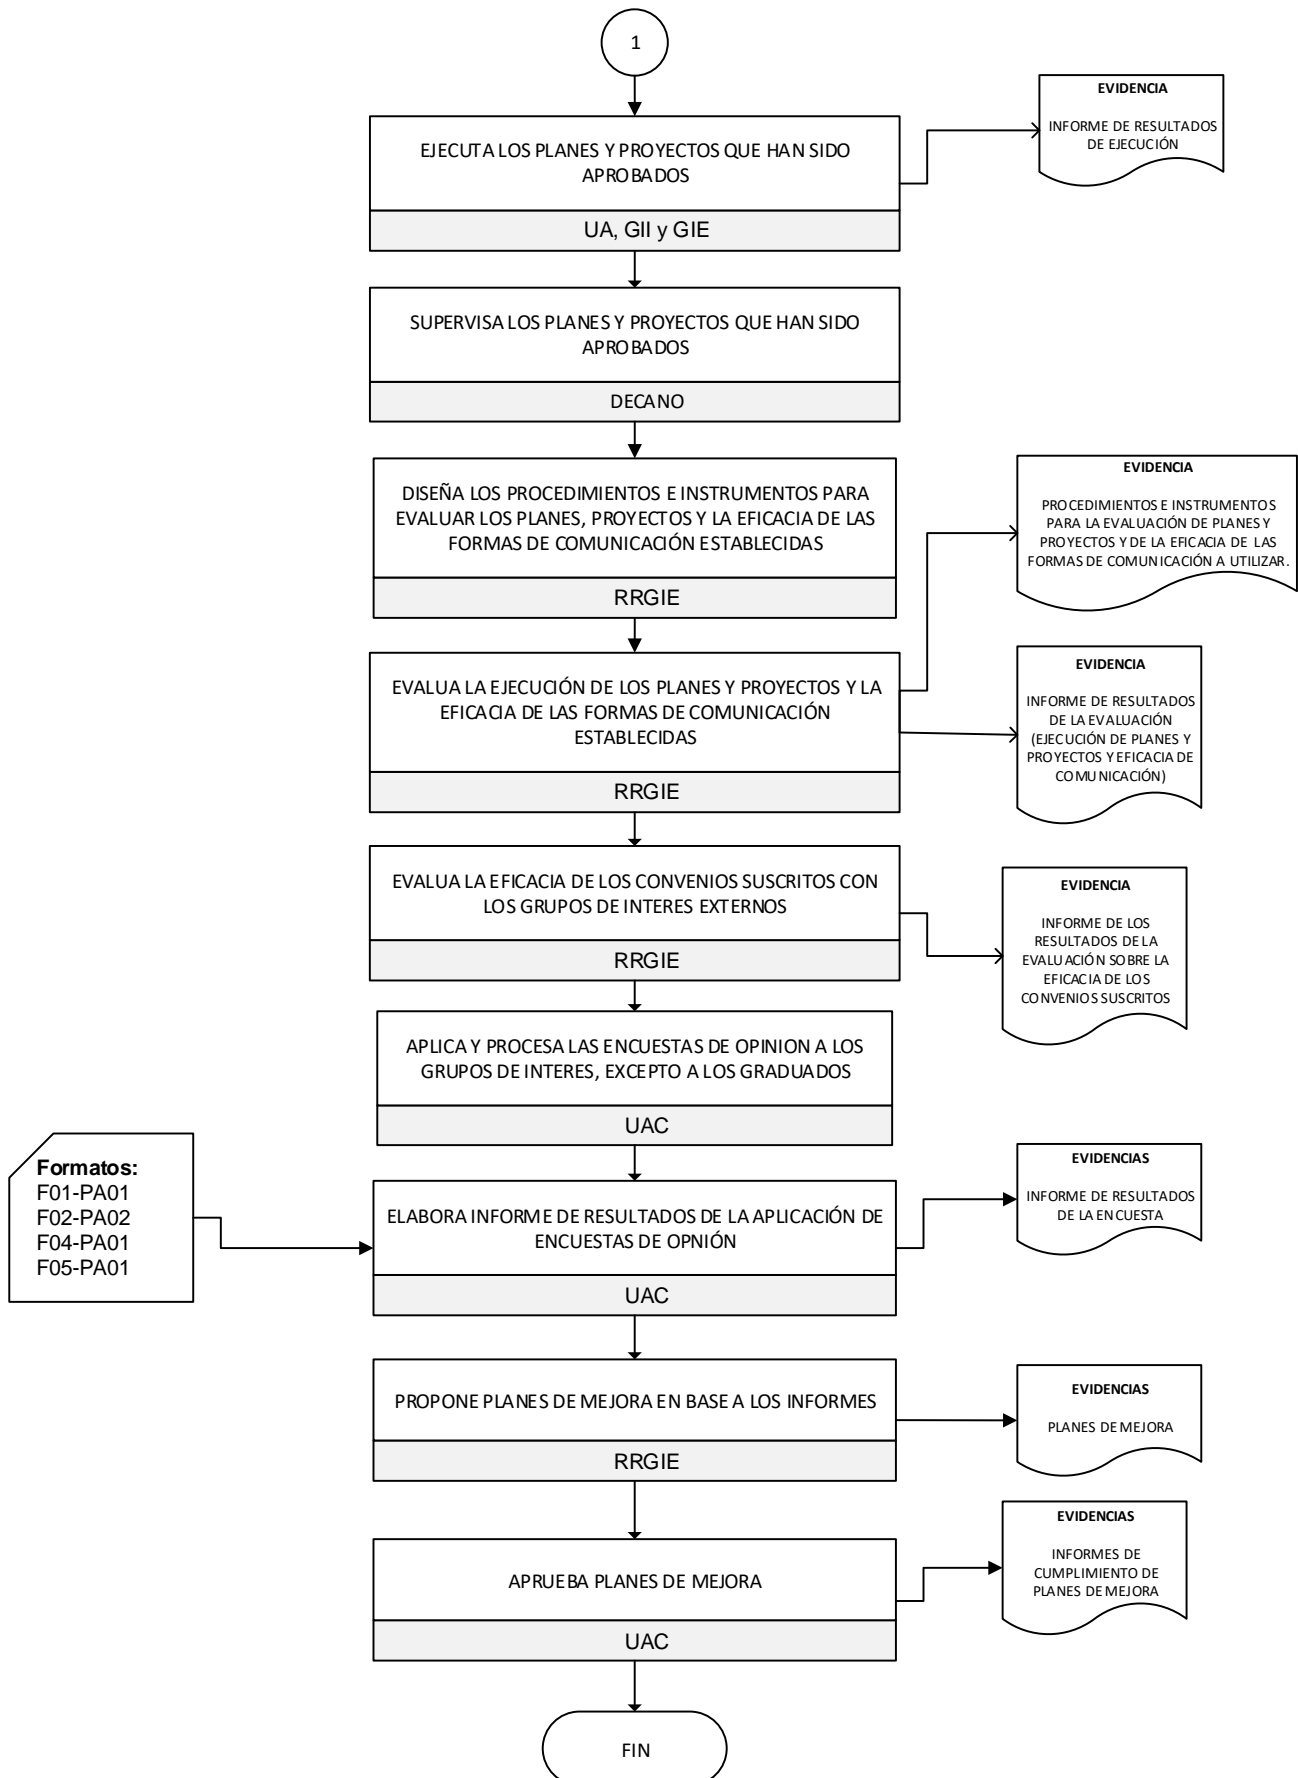 1
EJECUTA LOS PLANES Y PROYECTOS QUE HAN SIDO
APROBADOS
UA, GII y GIE
EVIDENCIA
INFORME DE RESULTADOS
DE EJECUCIÓN
SUPERVISA LOS PLANES Y PROYECTOS QUE HAN SIDO
APROBADOS
DECANO
DISEÑA LOS PROCEDIMIENTOS E INSTRUMENTOS PARA
EVALUAR LOS PLANES, PROYECTOS Y LA EFICACIA DE LAS
FORMAS DE COMUNICACIÓN ESTABLECIDAS
RRGIE
EVIDENCIA
PROCEDIMIENTOS E INSTRUMENTOS
PARA LA EVALUACIÓN DE PLANES Y
PROYECTOS Y DE LA EFICACIA DE LAS
FORMAS DE COMUNICACIÓN A UTILIZAR.
EVALUA LA EJECUCIÓN DE LOS PLANES Y PROYECTOS Y LA
EFICACIA DE LAS FORMAS DE COMUNICACIÓN
ESTABLECIDAS
RRGIE
EVIDENCIA
INFORME DE RESULTADOS
DE LA EVALUACIÓN
(EJECUCIÓN DE PLANES Y
PROYECTOS Y EFICACIA DE
COMUNICACIÓN)
EVALUA LA EFICACIA DE LOS CONVENIOS SUSCRITOS CON
LOS GRUPOS DE INTERES EXTERNOS
RRGIE
EVIDENCIA
INFORME DE LOS
RESULTADOS DE LA
EVALUACIÓN SOBRE LA
EFICACIA DE LOS
CONVENIOS SUSCRITOS
APLICA Y PROCESA LAS ENCUESTAS DE OPINION A LOS
GRUPOS DE INTERES, EXCEPTO A LOS GRADUADOS
UAC
Formatos:
F01-PA01
F02-PA02
F04-PA01
F05-PA01
ELABORA INFORME DE RESULTADOS DE LA APLICACIÓN DE
ENCUESTAS DE OPNIÓN
UAC
EVIDENCIAS
INFORME DE RESULTADOS
DE LA ENCUESTA
PROPONE PLANES DE MEJORA EN BASE A LOS INFORMES
RRGIE
EVIDENCIAS
PLANES DE MEJORA
APRUEBA PLANES DE MEJORA
UAC
EVIDENCIAS
INFORMES DE
CUMPLIMIENTO DE
PLANES DE MEJORA
FIN